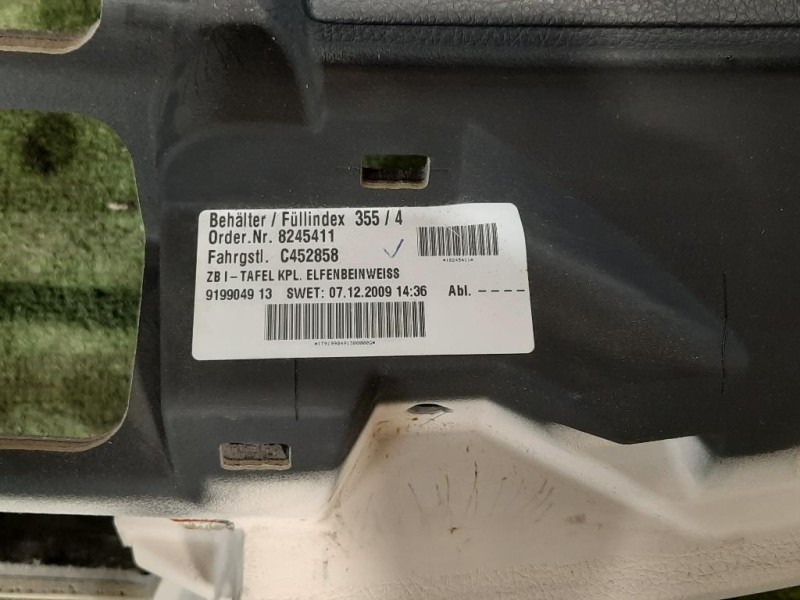 Behälter / Füllindex 355 / 4
Order.Nr. 8245411
Fahrgstl. C452858
*18245411*
ZB I-TAFEL KPL. ELFENBEINWEISS
9199049 13 SWET: 07.12.2009 14:36 Abl. ----